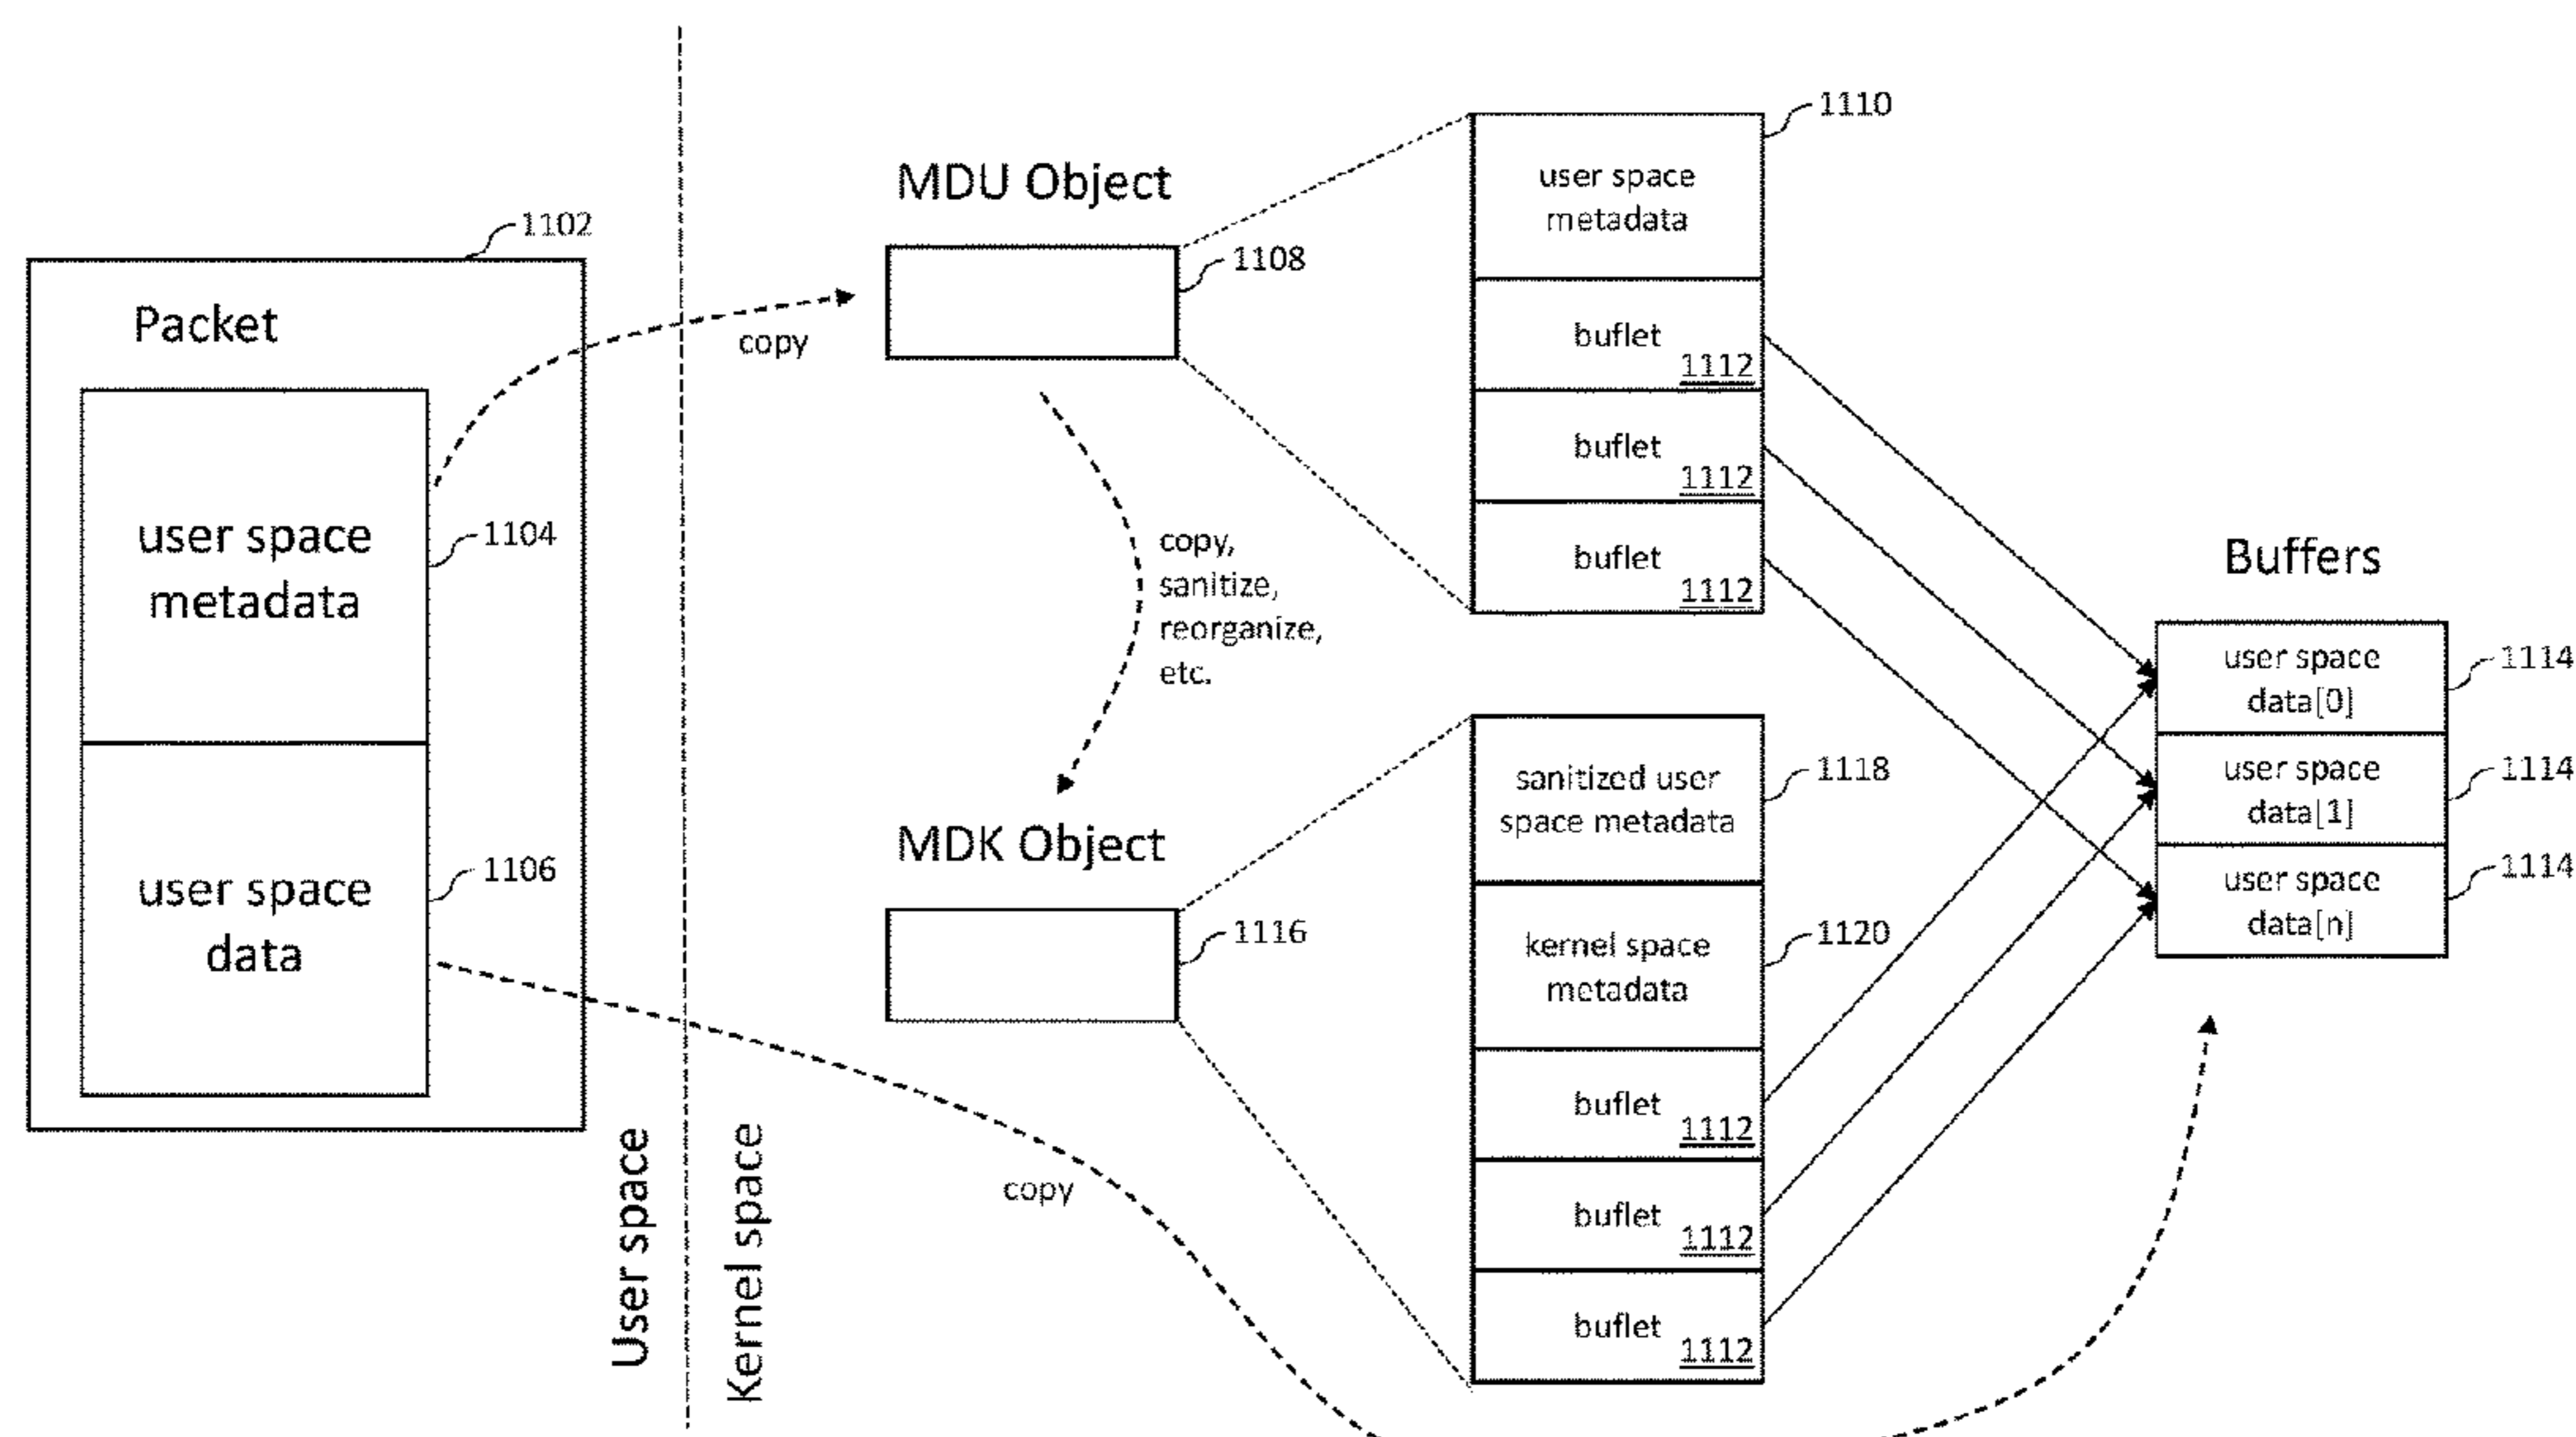 1102
Packet
user space
metadata
1104
user space
data
1106
User space
Kernel space
copy
MDU Object
1108
copy,
sanitize,
reorganize,
etc.
MDK Object
1116
copy
1110
user space
metadata
buflet
1112
buflet
1112
buflet
1112
sanitized user
space metadata
1118
kernel space
metadata
1120
buflet
1112
buflet
1112
buflet
1112
Buffers
user space
data[0]
1114
user space
data[1]
1114
user space
data[n]
1114